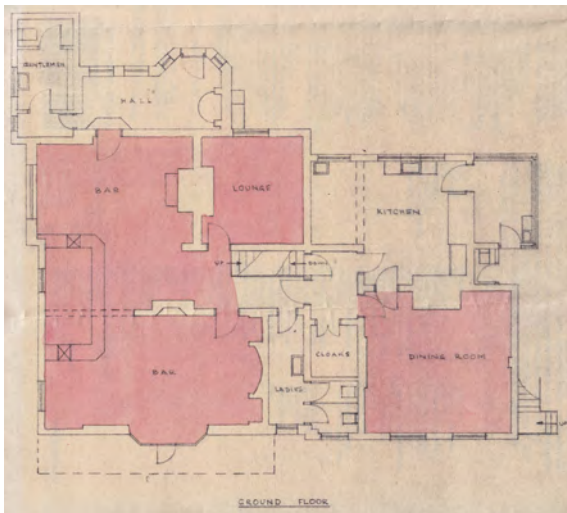 GENTLEMEN
HALL
BAR
LOUNGE
KITCHEN
UP
DOWN
CLOAKS
DINING ROOM
BAR
LADIES
GROUND FLOOR